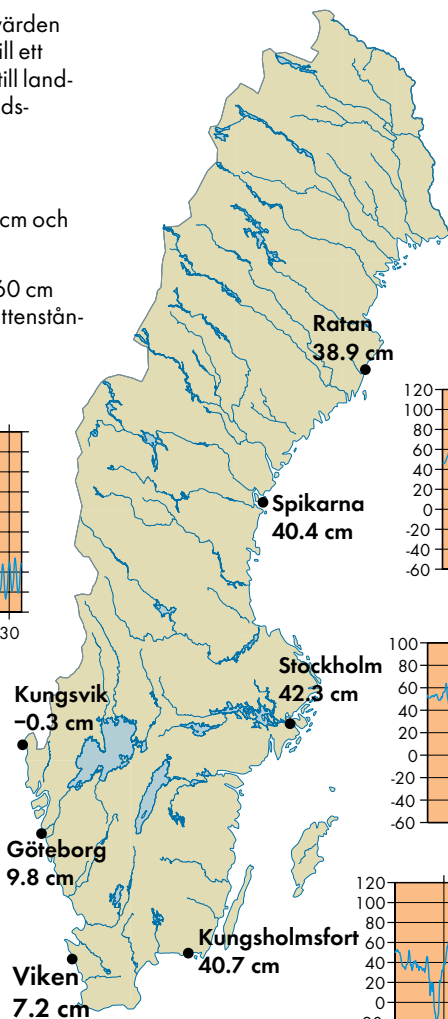 värden
ill ett
till land-
ds-
cm och
60 cm
ttenstån-
Ratan
38.9 cm
120
100
80
60
40
20
0
-20
-40
-60
Spikarna
40.4 cm
30
Stockholm
42.3 cm
100
80
60
40
20
0
-20
-40
-60
Kungsvik
−0.3 cm
Göteborg
9.8 cm
120
100
80
60
40
20
0
Kungsholmsfort
40.7 cm
Viken
7.2 cm